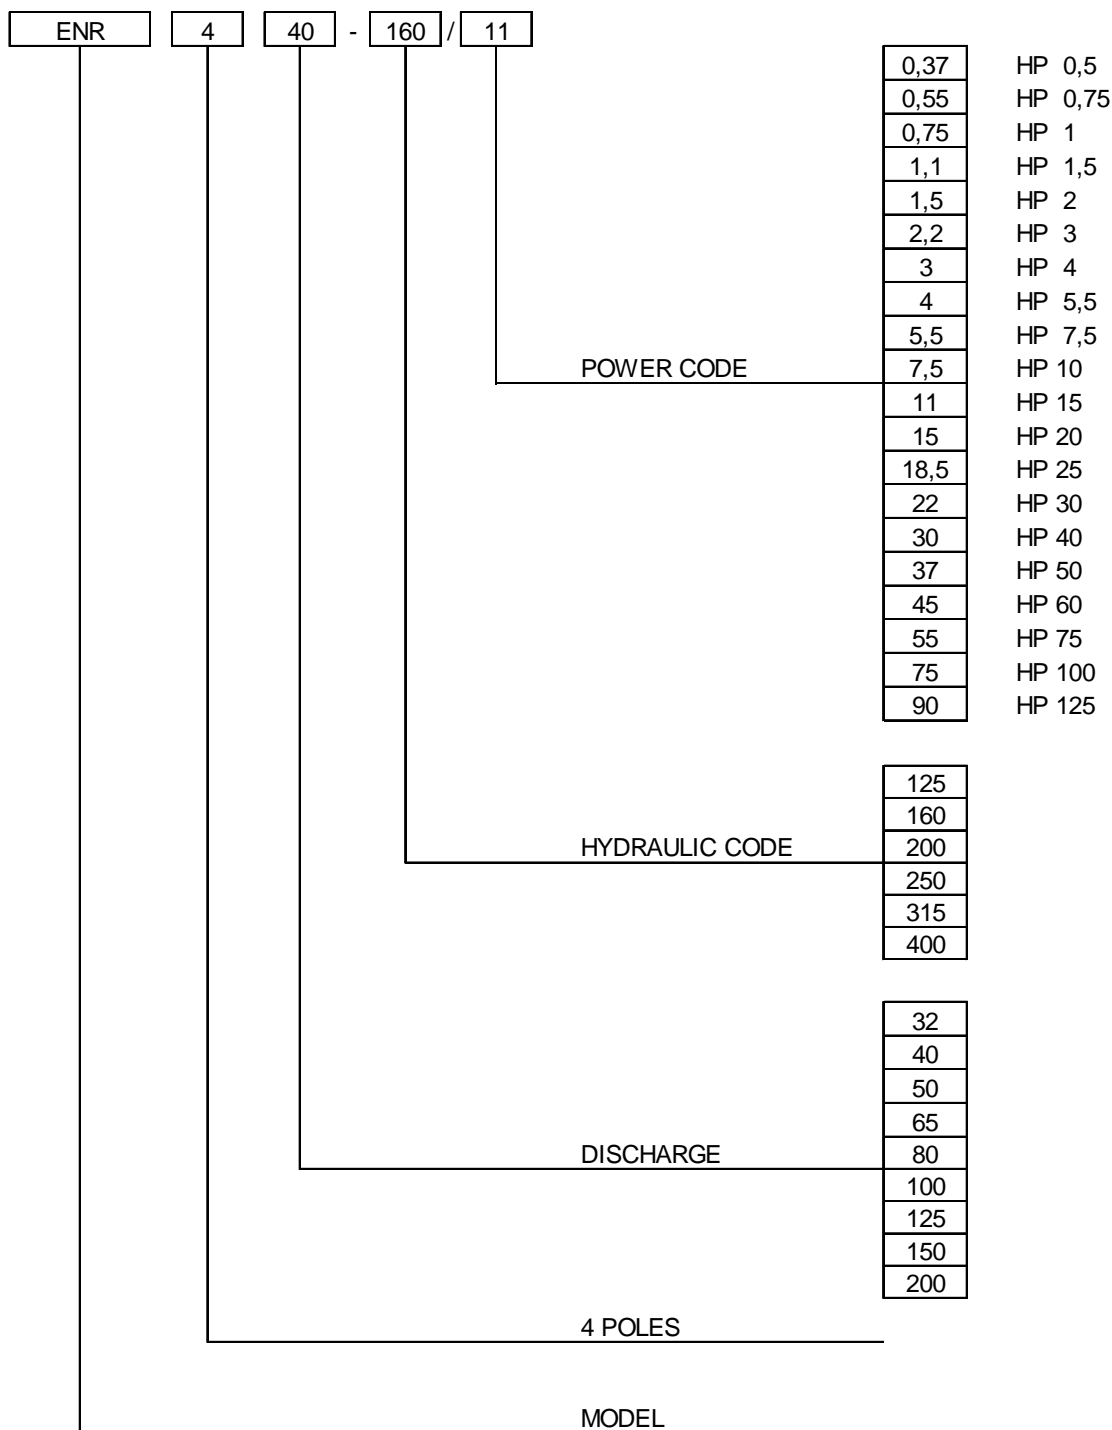 ENR 4 40 - 160 / 11
0,37 HP 0,5
0,55 HP 0,75
0,75 HP 1
1,1 HP 1,5
1,5 HP 2
2,2 HP 3
3 HP 4
4 HP 5,5
5,5 HP 7,5
POWER CODE 7,5 HP 10
11 HP 15
15 HP 20
18,5 HP 25
22 HP 30
30 HP 40
37 HP 50
45 HP 60
55 HP 75
75 HP 100
90 HP 125
125
160
HYDRAULIC CODE 200
250
315
400
32
40
50
65
DISCHARGE 80
100
125
150
200
4 POLES
MODEL